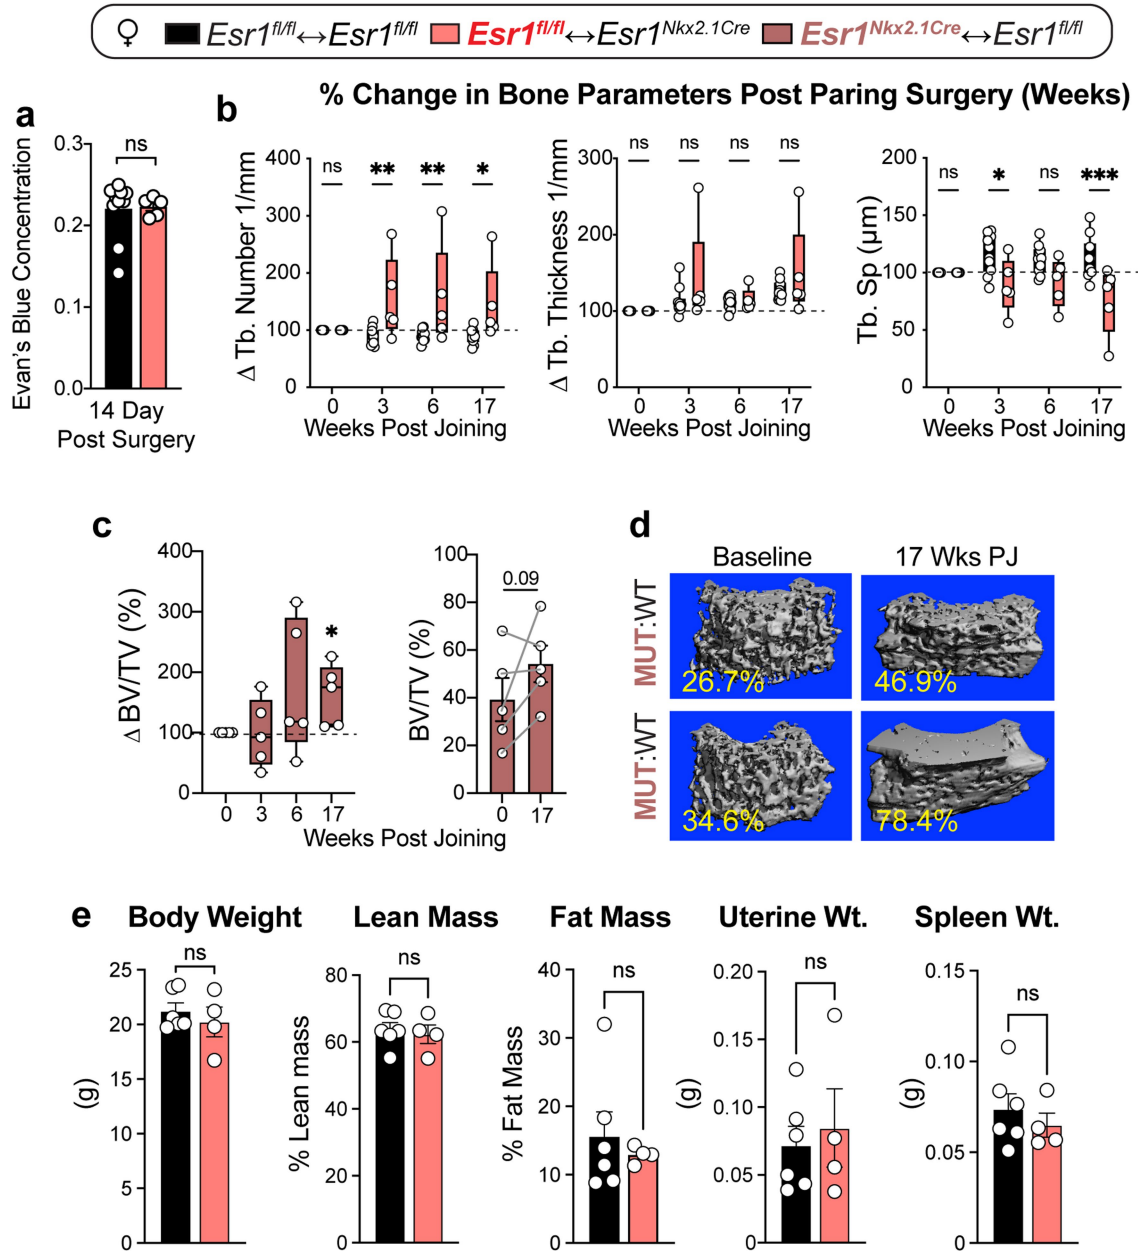 ♀ Esr1fl/fl↔Esr1fl/fl Esr1fl/fl↔Esr1Nkx2.1Cre Esr1Nkx2.1Cre↔Esr1fl/fl
% Change in Bone Parameters Post Paring Surgery (Weeks)
a
Evan's Blue Concentration
0.3
0.2
0.1
0.0
ns
14 Day
Post Surgery
b
Δ Tb. Number 1/mm
400
300
200
100
0
ns ** ** *
0 3 6 17
Weeks Post Joining
Δ Tb. Thickness 1/mm
300
200
100
0
ns ns ns ns
0 3 6 17
Weeks Post Joining
Tb. Sp (μm)
200
150
100
50
0
ns * ns ***
0 3 6 17
Weeks Post Joining
c
Δ BV/TV (%)
400
300
200
100
0
*
0 3 6 17
BV/TV (%)
100
80
60
40
20
0
0.09
0 17
Weeks Post Joining
d
Baseline 17 Wks PJ
MUT:WT
26.7% 46.9%
MUT:WT
34.6% 78.4%
e
Body Weight
(g)
25
20
15
10
5
0
ns
Lean Mass
% Lean mass
80
60
40
20
0
ns
Fat Mass
% Fat Mass
40
30
20
10
0
ns
Uterine Wt.
(g)
0.20
0.15
0.10
0.05
0
ns
Spleen Wt.
(g)
0.15
0.10
0.05
0
ns